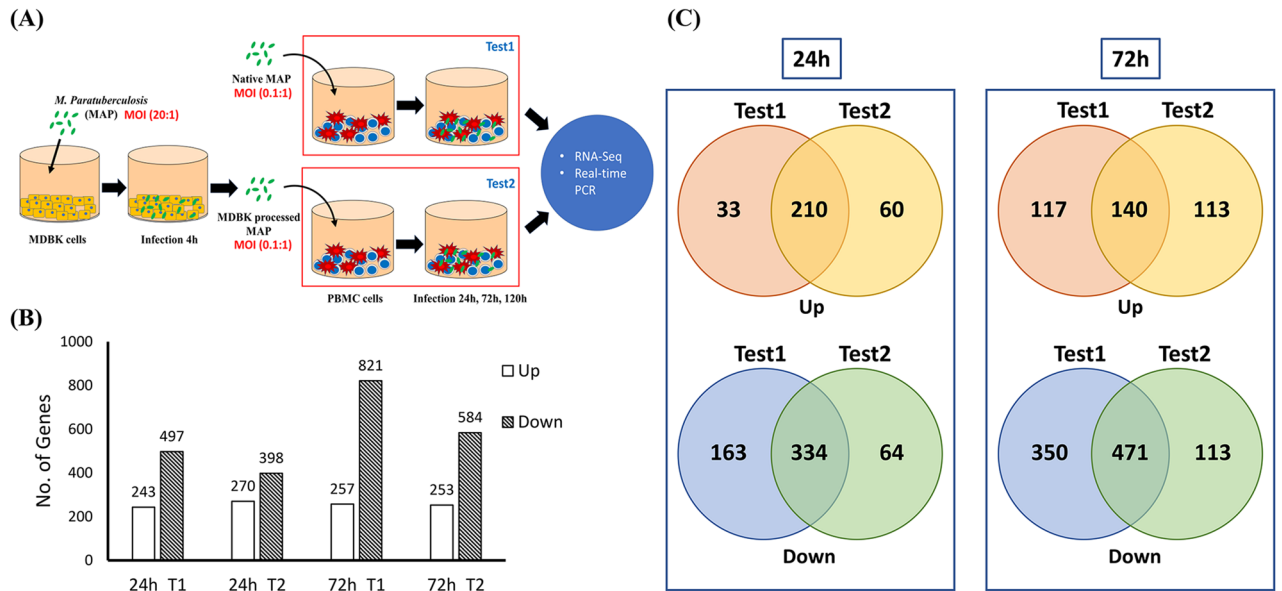 (A)
M. Paratuberculosis
(MAP) MOI (20:1)
MDBK cells
Infection 4h
Native MAP
MOI (0.1:1)
Test1
MDBK processed
MAP
MOI (0.1:1)
Test2
PBMC cells
Infection 24h, 72h, 120h
• RNA-Seq
• Real-time
PCR
(B)
No. of Genes
1000
800
600
400
200
0
243
497
270
398
257
821
253
584
24h T1
24h T2
72h T1
72h T2
Up
Down
(C)
24h
Test1 Test2
33 210 60
Up
Test1 Test2
163 334 64
Down
72h
Test1 Test2
117 140 113
Up
Test1 Test2
350 471 113
Down